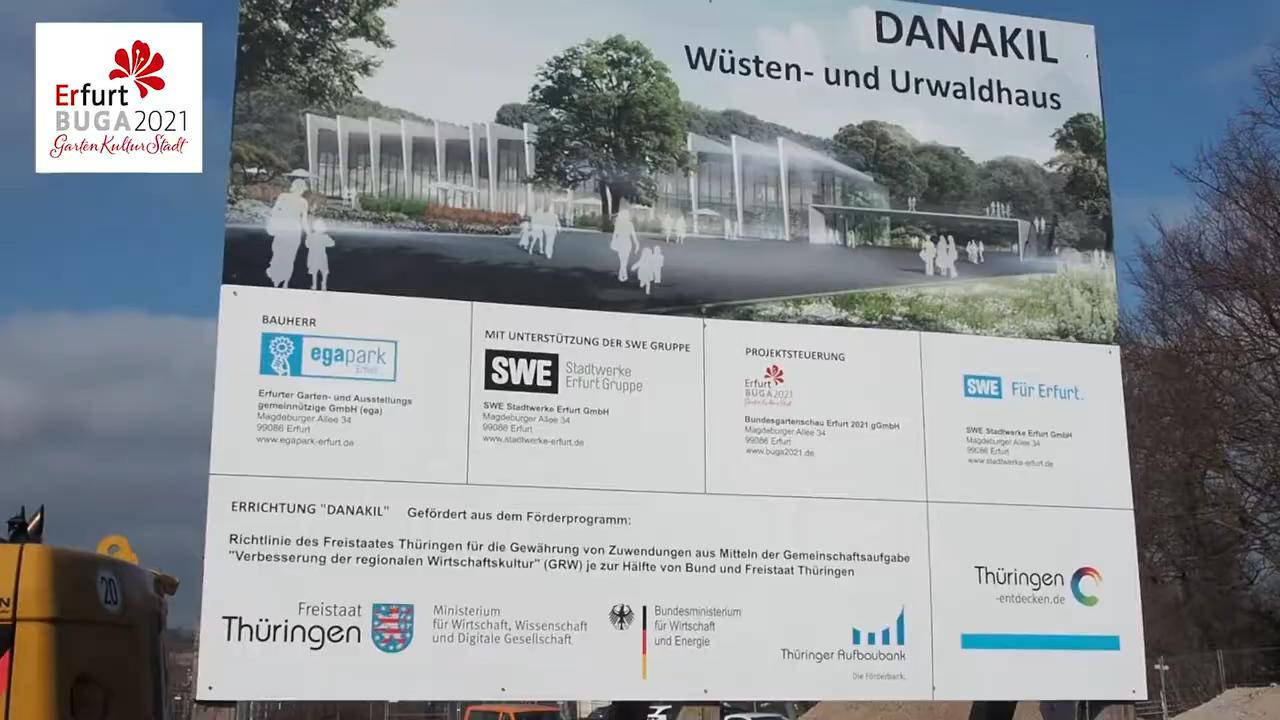 Erfurt
BUGA2021
GartenKulturStadt
DANAKIL
Wüsten- und Urwaldhaus
BAUHERR
egapark
Erfurt
Erfurter Garten- und Ausstellungs
gemeinnützige GmbH (ega)
Magdeburger Allee 34
99086 Erfurt
www.egapark-erfurt.de
MIT UNTERSTÜTZUNG DER SWE GRUPPE
SWE Stadtwerke
Erfurt Gruppe
SWE Stadtwerke Erfurt GmbH
Magdeburger Allee 34
99086 Erfurt
www.stadtwerke-erfurt.de
PROJEKTSTEUERUNG
Erfurt
BUGA2021
GartenKulturStadt
Bundesgartenschau Erfurt 2021 gGmbH
Magdeburger Allee 34
99086 Erfurt
www.buga2021.de
SWE Für Erfurt.
SWE Stadtwerke Erfurt GmbH
Magdeburger Allee 34
99086 Erfurt
www.stadtwerke-erfurt.de
ERRICHTUNG "DANAKIL" Gefördert aus dem Förderprogramm:
Richtlinie des Freistaates Thüringen für die Gewährung von Zuwendungen aus Mitteln der Gemeinschaftsaufgabe
"Verbesserung der regionalen Wirtschaftskultur" (GRW) je zur Hälfte von Bund und Freistaat Thüringen
Freistaat
Thüringen
Ministerium
für Wirtschaft, Wissenschaft
und Digitale Gesellschaft
Bundesministerium
für Wirtschaft
und Energie
Thüringer Aufbaubank
Die Förderbank.
Thüringen
-entdecken.de
20